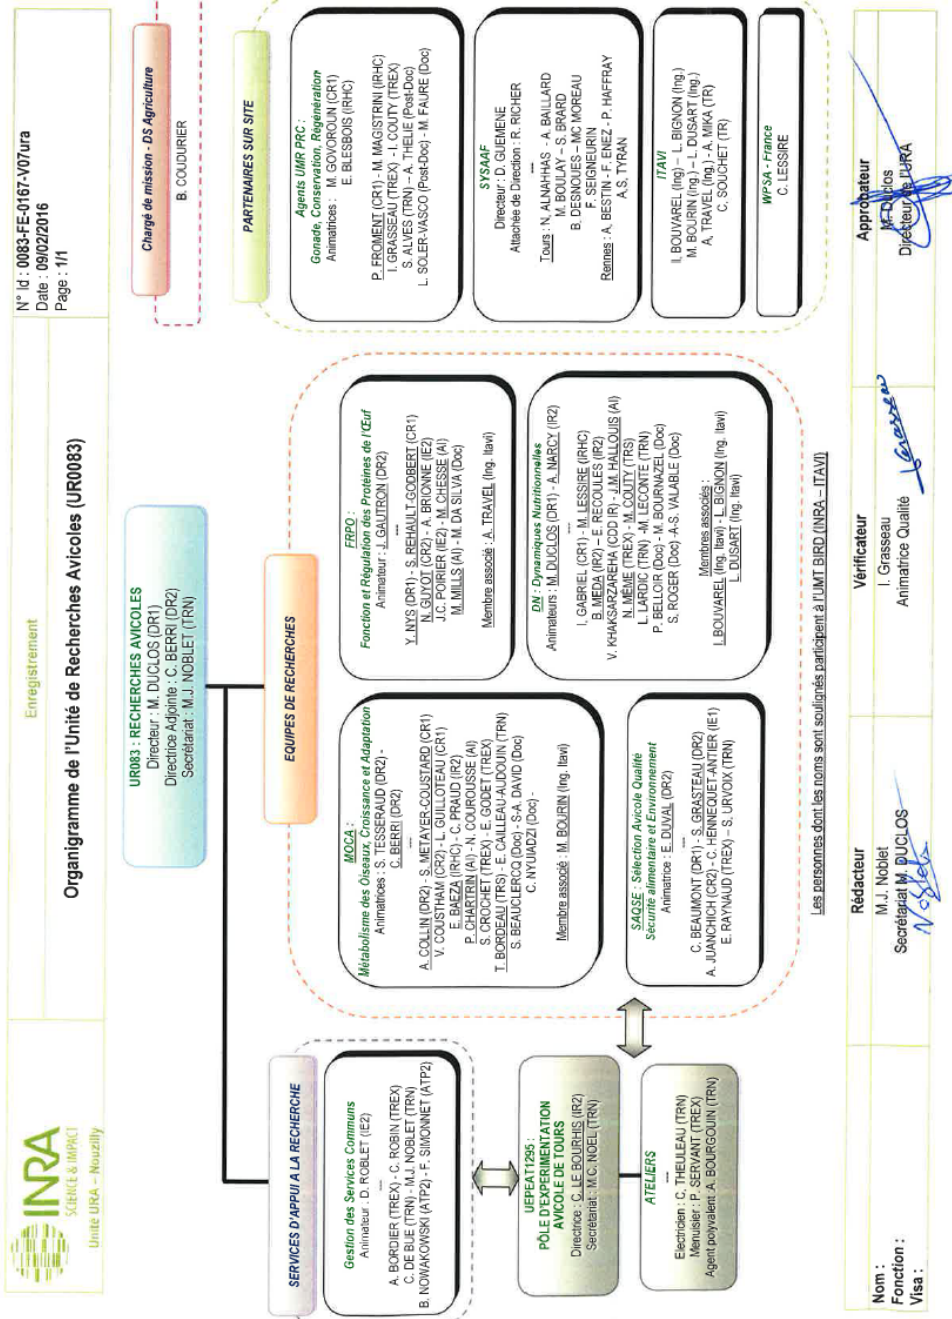 INRA
SCIENCE & IMPACT
Unité URA – Nouzilly
Enregistrement
Organigramme de l'Unité de Recherches Avicoles (UR0083)
N° Id : 0083-FE-0167-V07ura
Date : 09/02/2016
Page : 1/1
UR083 : RECHERCHES AVICOLES
Directeur : M. DUCLOS (DR1)
Directrice Adjointe : C. BERRI (DR2)
Secrétariat : M.J. NOBLET (TRN)
Chargé de mission - DS Agriculture
B. COUDURIER
SERVICES D'APPUI A LA RECHERCHE
Gestion des Services Communs
Animateur : D. ROBLET (IE2)
---
A. BORDIER (TREX) - C. ROBIN (TREX)
C. DE BUE (TRN) - M.J. NOBLET (TRN)
B. NOWAKOWSKI (ATP2) - F. SIMONNET (ATP2)
UEPEAT1295 :
PÔLE D'EXPERIMENTATION
AVICOLE DE TOURS
Directrice : C. LE BOURHIS (IR2)
Secrétariat : M.C. NOEL (TRN)
ATELIERS
---
Electricien : C. THEULEAU (TRN)
Menuisier : P. SERVANT (TREX)
Agent polyvalent : A. BOURGOUIN (TRN)
EQUIPES DE RECHERCHES
MOCA :
Métabolisme des Oiseaux, Croissance et Adaptation
Animatrices : S. TESSERAUD (DR2) -
C. BERRI (DR2)
---
A. COLLIN (DR2) - S. METAYER-COUSTARD (CR1)
V. COUSTHAM (CR2) - L. GUILLOTEAU (CR1)
E. BAEZA (IRHC) - C. PRAUD (IR2)
P. CHARTRIN (AI) - N. COUROUSSE (AI)
S. CROCHET (TREX) - E. GODET (TREX)
T. BORDEAU (TRS) - E. CAILLEAU-AUDOUIN (TRN)
S. BEAUCLERCQ (Doc) - S-A. DAVID (Doc)
C. NYUIADZI (Doc) -
Membre associé : M. BOURIN (Ing. Itavi)
FRPO :
Fonction et Régulation des Protéines de l'Œuf
Animateur : J. GAUTRON (DR2)
---
Y. NYS (DR1) - S. REHAULT-GODBERT (CR1)
N. GUYOT (CR2) - A. BRIONNE (IE2)
J.C. POIRIER (IE2) - M. CHESSE (AI)
M. MILLS (AI) - M. DA SILVA (Doc)
Membre associé : A. TRAVEL (Ing. Itavi)
SAQSE : Sélection Avicole Qualité
Sécurité alimentaire et Environnement
Animatrice : E. DUVAL (DR2)
---
C. BEAUMONT (DR1) - S. GRASTEAU (DR2)
A. JUANCHICH (CR2) - C. HENNEQUET-ANTIER (IE1)
E. RAYNAUD (TREX) – S. URVOIX (TRN)
DN : Dynamiques Nutritionnelles
Animateurs : M. DUCLOS (DR1) - A. NARCY (IR2)
---
I. GABRIEL (CR1) - M. LESSIRE (IRHC)
B. MEDA (IR2) – E. RECOULES (IR2)
V. KHAKSARZAREHA (CDD IR) - J.M. HALLOUIS (AI)
N. MÊME (TREX) - M. COUTY (TRS)
L. LARDIC (TRN) -M. LECONTE (TRN)
P. BELLOIR (Doc) - M. BOURNAZEL (Doc)
S. ROGER (Doc) -A-S. VALABLE (Doc)
Membres associés :
I.BOUVAREL (Ing. Itavi) - L. BIGNON (Ing. Itavi)
L. DUSART (Ing. Itavi)
PARTENAIRES SUR SITE
Agents UMR PRC :
Gonade, Conservation, Régénération
Animatrices : M. GOVOROUN (CR1)
E. BLESBOIS (IRHC)
---
P. FROMENT (CR1) - M. MAGISTRINI (IRHC)
I. GRASSEAU (TREX) - I. COUTY (TREX)
S. ALVES (TRN) – A. THELIE (Post-Doc)
L. SOLER-VASCO (Post-Doc) - M. FAURE (Doc)
SYSAAF
Directeur : D. GUEMENE
Attachée de Direction : R. RICHER
---
Tours : N. ALNAHHAS - A. BAILLARD
M. BOULAY – S. BRARD
B. DESNOUES – MC MOREAU
F. SEIGNEURIN
Rennes : A. BESTIN - F. ENEZ - P. HAFFRAY
A.S, TYRAN
ITAVI
I. BOUVAREL (Ing) – L. BIGNON (Ing.)
M. BOURIN (Ing.) – L. DUSART (Ing.)
A. TRAVEL (Ing.) - A. MIKA (TR)
C. SOUCHET (TR)
WPSA - France
C. LESSIRE
Les personnes dont les noms sont soulignés participent à l'UMT BIRD (INRA – ITAVI)
Nom :
Fonction :
Visa :
Rédacteur
M.J. Noblet
Secrétariat M. DUCLOS
Noblet
Vérificateur
I. Grasseau
Animatrice Qualité
Grasseau
Approbateur
M. Duclos
Directeur de l'URA